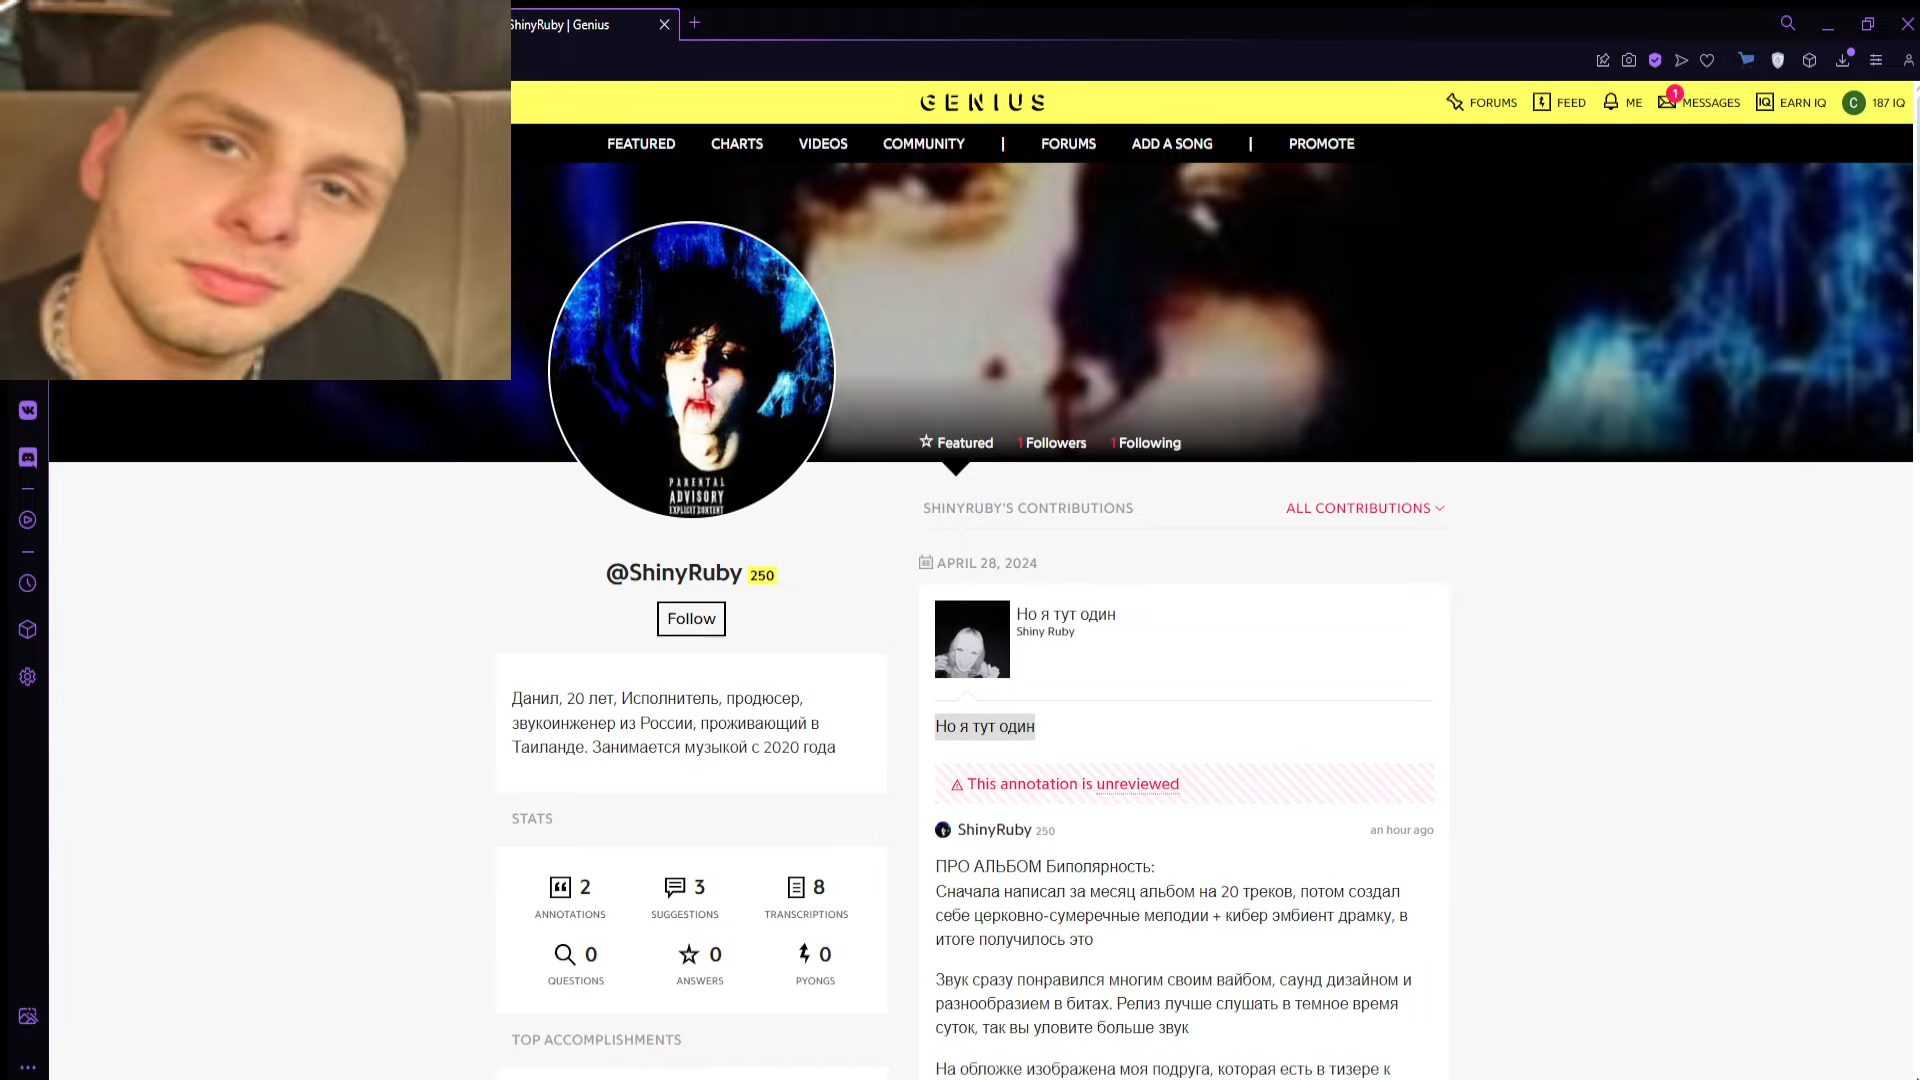 ShinyRuby | Genius
GENIUS
FORUMS
FEED
ME
1
MESSAGES
EARN IQ
C
187 IQ
FEATURED
CHARTS
VIDEOS
COMMUNITY
|
FORUMS
ADD A SONG
|
PROMOTE
PARENTAL
ADVISORY
EXPLICIT CONTENT
Featured
1 Followers
1 Following
SHINYRUBY'S CONTRIBUTIONS
ALL CONTRIBUTIONS
@ShinyRuby 250
Follow
APRIL 28, 2024
Но я тут один
Shiny Ruby
Данил, 20 лет, Исполнитель, продюсер,
звукоинженер из России, проживающий в
Таиланде. Занимается музыкой с 2020 года
Но я тут один
This annotation is unreviewed
STATS
ShinyRuby 250
an hour ago
2
ANNOTATIONS
3
SUGGESTIONS
8
TRANSCRIPTIONS
0
QUESTIONS
0
ANSWERS
0
PYONGS
TOP ACCOMPLISHMENTS
ПРО АЛЬБОМ Биполярность:
Сначала написал за месяц альбом на 20 треков, потом создал
себе церковно-сумеречные мелодии + кибер эмбиент драмку, в
итоге получилось это
Звук сразу понравился многим своим вайбом, саунд дизайном и
разнообразием в битах. Релиз лучше слушать в темное время
суток, так вы уловите больше звук
На обложке изображена моя подруга, которая есть в тизере к